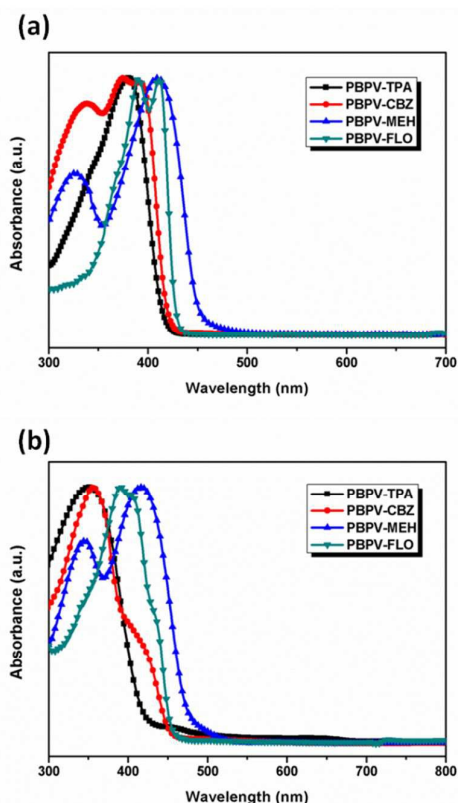 (a)
PBPV-TPA
PBPV-CBZ
PBPV-MEH
PBPV-FLO
Absorbance (a.u.)
300 400 500 600 700
Wavelength (nm)
(b)
PBPV-TPA
PBPV-CBZ
PBPV-MEH
PBPV-FLO
Absorbance (a.u.)
300 400 500 600 700 800
Wavelength (nm)